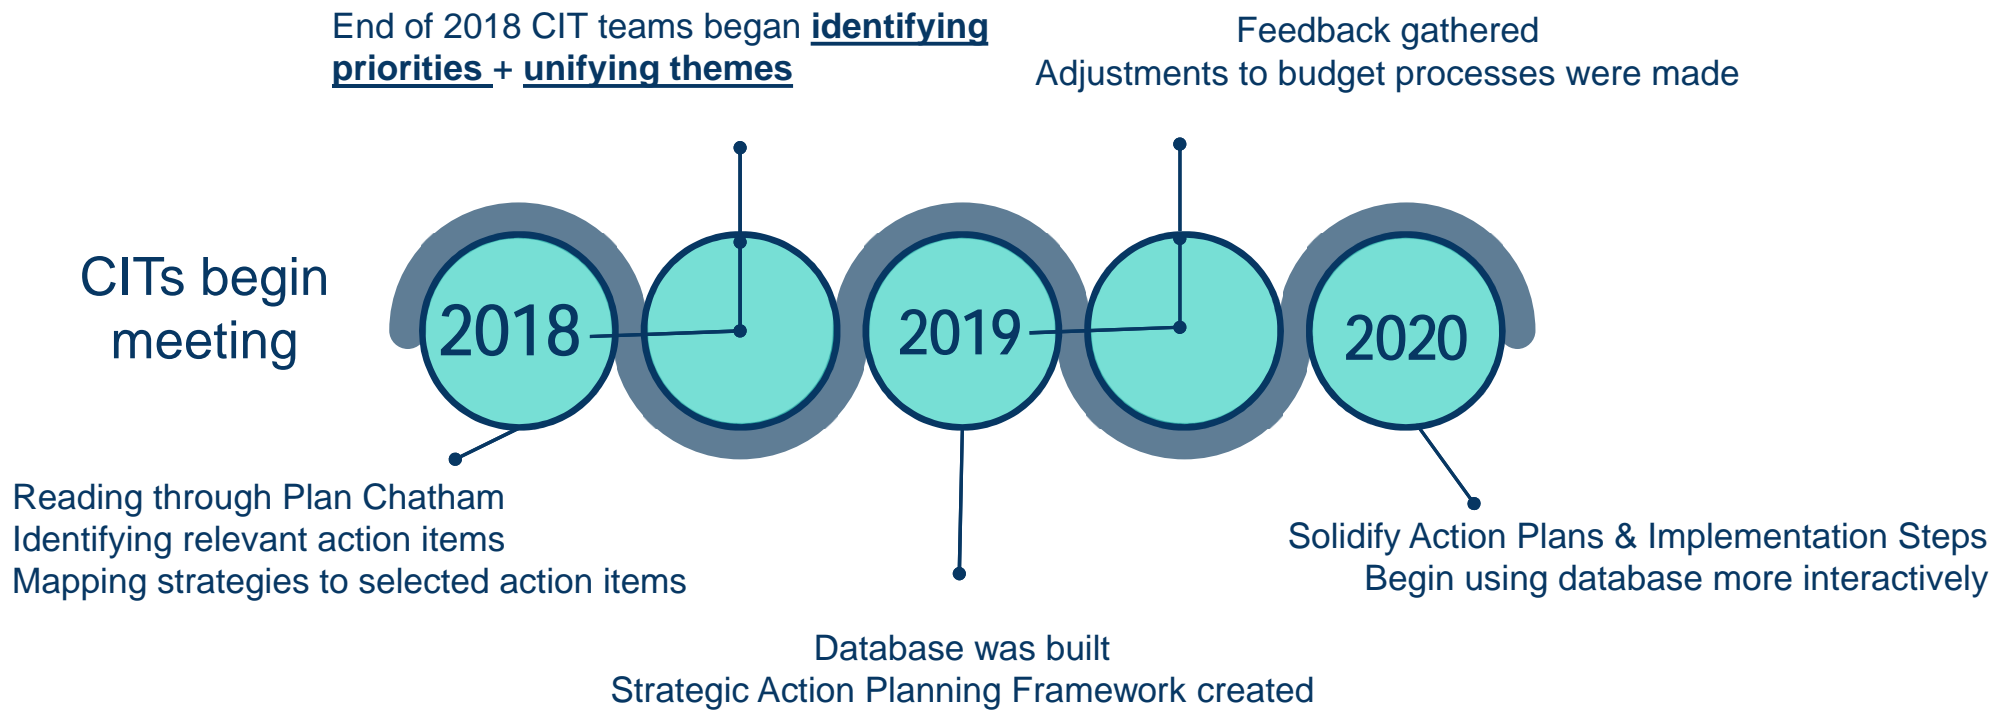 End of 2018 CIT teams began identifying
priorities + unifying themes
Feedback gathered
Adjustments to budget processes were made
CITs begin
meeting
2018
2019
2020
Reading through Plan Chatham
Identifying relevant action items
Mapping strategies to selected action items
Solidify Action Plans & Implementation Steps
Begin using database more interactively
Database was built
Strategic Action Planning Framework created